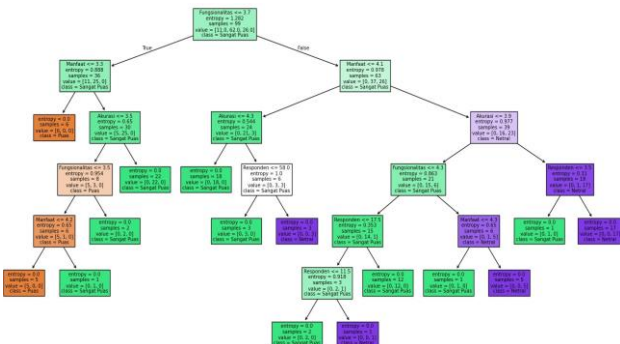 Fungsionalitas <= 3.7
entropy = 1.282
samples = 99
value = [11.0, 62.0, 26.0]
class = Sangat Puas
True
False
Manfaat <= 3.3
entropy = 0.888
samples = 36
value = [11, 25, 0]
class = Sangat Puas
Manfaat <= 4.1
entropy = 0.978
samples = 63
value = [0, 37, 26]
class = Sangat Puas
entropy = 0.0
samples = 6
value = [6, 0, 0]
class = Puas
Akurasi <= 3.5
entropy = 0.65
samples = 30
value = [5, 25, 0]
class = Sangat Puas
Akurasi <= 4.3
entropy = 0.544
samples = 24
value = [0, 21, 3]
class = Sangat Puas
Akurasi <= 3.9
entropy = 0.977
samples = 39
value = [0, 16, 23]
class = Netral
Fungsionalitas <= 3.5
entropy = 0.954
samples = 8
value = [5, 3, 0]
class = Puas
entropy = 0.0
samples = 22
value = [0, 22, 0]
class = Sangat Puas
entropy = 0.0
samples = 18
value = [0, 18, 0]
class = Sangat Puas
Responden <= 58.0
entropy = 1.0
samples = 6
value = [0, 3, 3]
class = Sangat Puas
Fungsionalitas <= 4.3
entropy = 0.863
samples = 21
value = [0, 15, 6]
class = Sangat Puas
entropy = 0.31
samples = 18
value = [0, 1, 17]
class = Netral
Manfaat <= 4.2
entropy = 0.65
samples = 6
value = [5, 1, 0]
class = Puas
entropy = 0.0
samples = 2
value = [0, 2, 0]
class = Sangat Puas
entropy = 0.0
samples = 3
value = [0, 3, 0]
class = Sangat Puas
entropy = 0.0
samples = 3
value = [0, 0, 3]
class = Netral
Responden <= 17.5
entropy = 0.353
samples = 15
value = [0, 14, 1]
class = Sangat Puas
Manfaat <= 4.3
entropy = 0.65
samples = 6
value = [0, 1, 5]
class = Netral
entropy = 0.0
samples = 1
value = [0, 1, 0]
class = Sangat Puas
entropy = 0.0
samples = 17
value = [0, 0, 17]
class = Netral
entropy = 0.0
samples = 5
value = [5, 0, 0]
class = Puas
entropy = 0.0
samples = 1
value = [0, 1, 0]
class = Sangat Puas
Responden <= 11.5
entropy = 0.918
samples = 3
value = [0, 2, 1]
class = Sangat Puas
entropy = 0.0
samples = 12
value = [0, 12, 0]
class = Sangat Puas
entropy = 0.0
samples = 1
value = [0, 1, 0]
class = Sangat Puas
entropy = 0.0
samples = 5
value = [0, 0, 5]
class = Netral
entropy = 0.0
samples = 2
value = [0, 2, 0]
class = Sangat Puas
entropy = 0.0
samples = 1
value = [0, 0, 1]
class = Netral